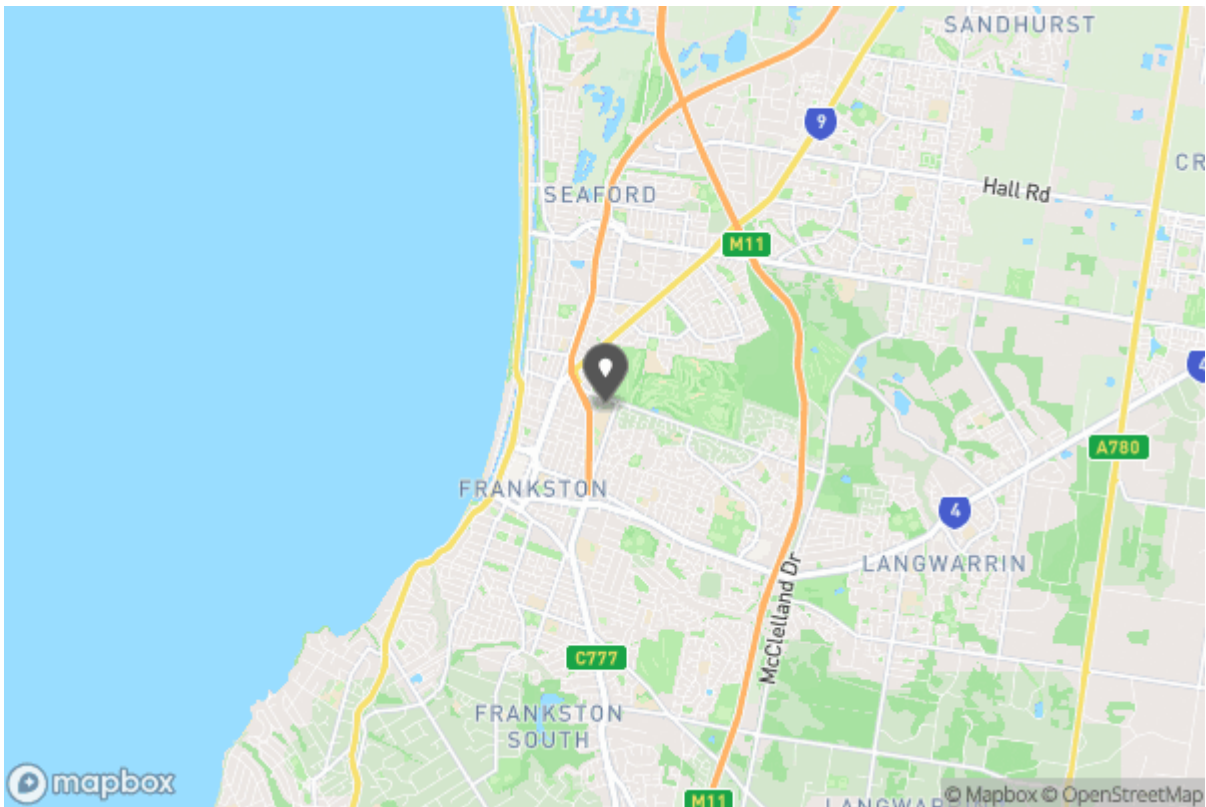 SANDHURST
9
CR
Hall Rd
SEAFORD
M11
4
A780
FRANKSTON
4
LANGWARRIN
McClelland Dr
C777
FRANKSTON
SOUTH
M11
mapbox
© Mapbox © OpenStreetMap